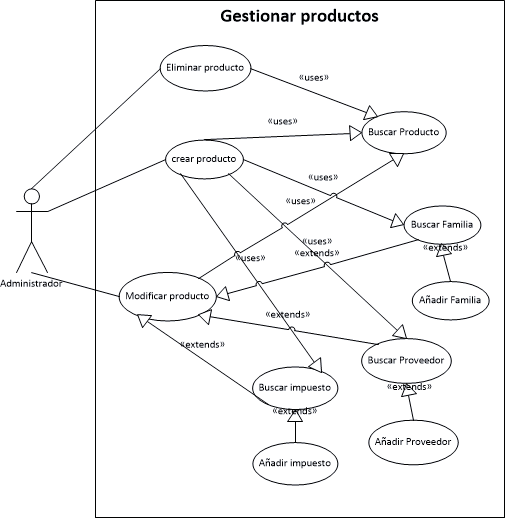 Gestionar productos
Eliminar producto
«uses»
«uses»
Buscar Producto
crear producto
«uses»
«uses»
Buscar Familia
«uses»
«extends»
«extends»
«uses»
Administrador
Modificar producto
Añadir Familia
«extends»
«extends»
Buscar Proveedor
Buscar impuesto
«extends»
«extends»
Añadir Proveedor
Añadir impuesto